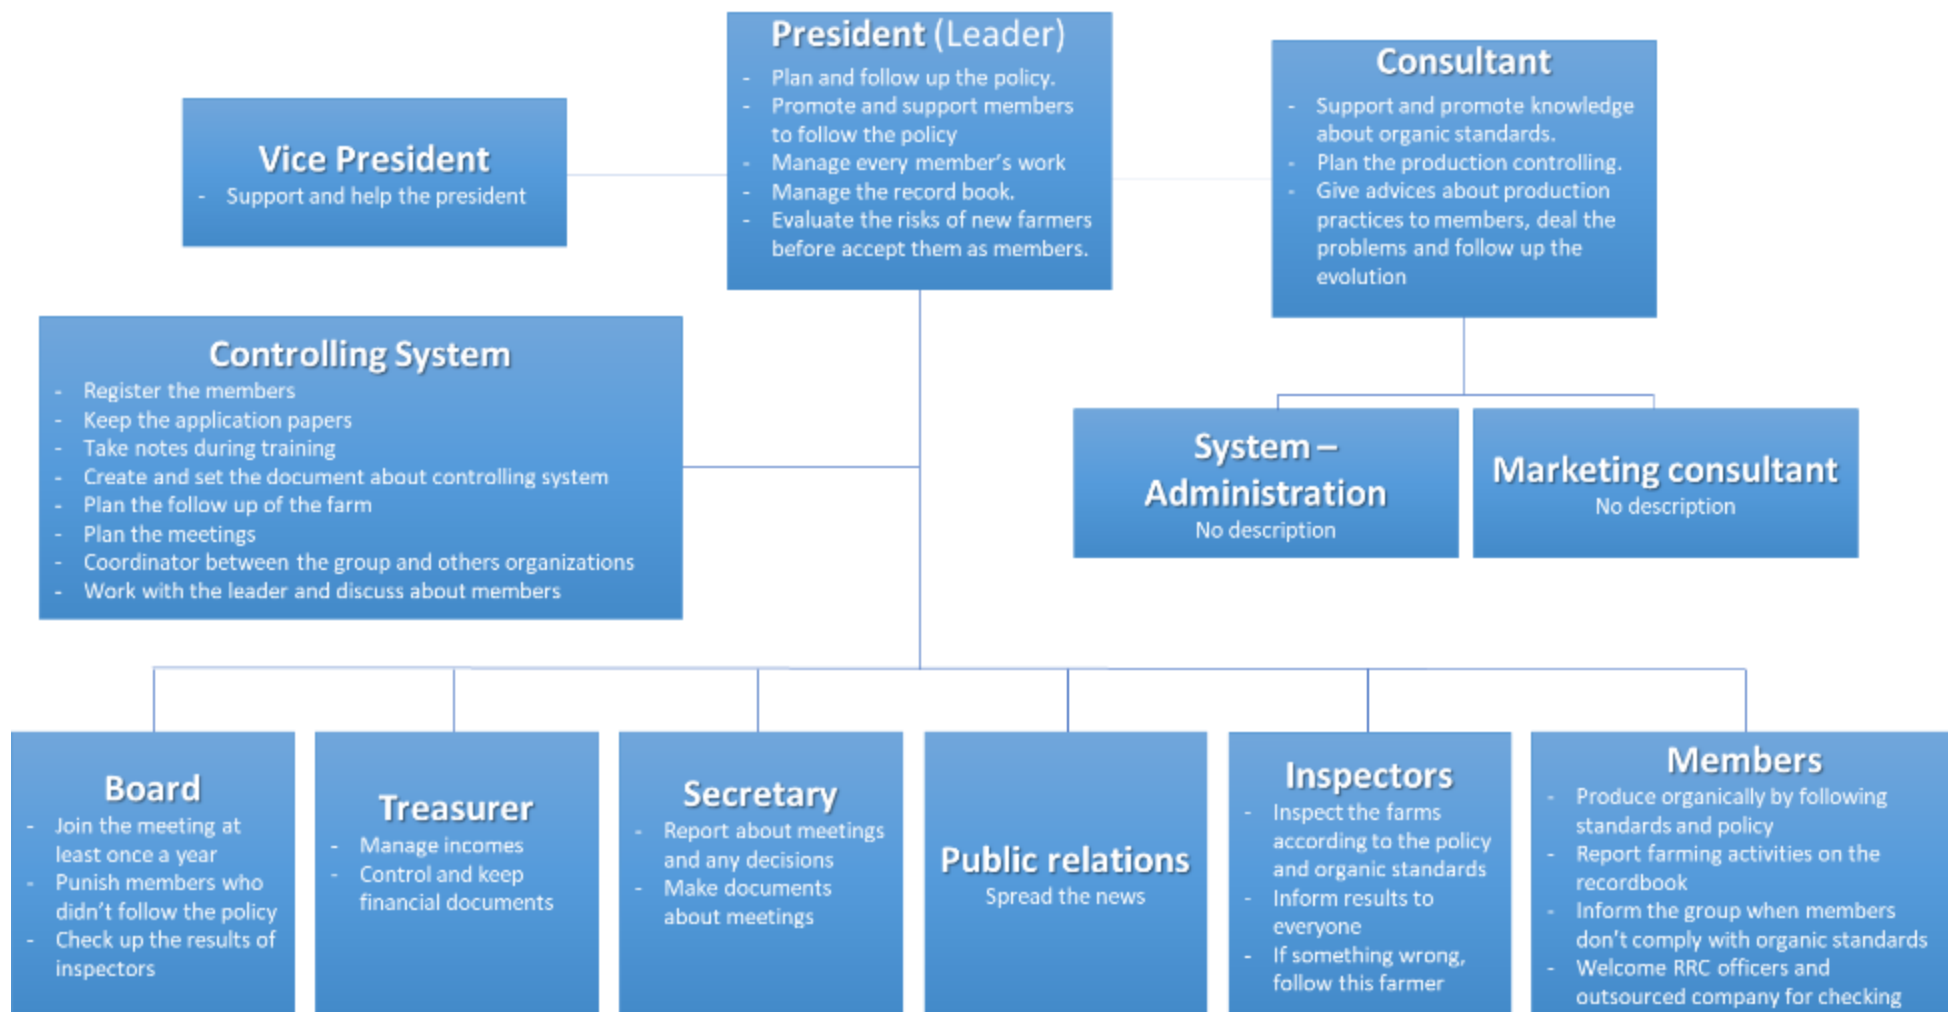 President (Leader)
- Plan and follow up the policy.
- Promote and support members
to follow the policy
- Manage every member's work
- Manage the record book.
- Evaluate the risks of new farmers
before accept them as members.
Consultant
- Support and promote knowledge
about organic standards.
- Plan the production controlling.
- Give advices about production
practices to members, deal the
problems and follow up the
evolution
Vice President
- Support and help the president
Controlling System
- Register the members
- Keep the application papers
- Take notes during training
- Create and set the document about controlling system
- Plan the follow up of the farm
- Plan the meetings
- Coordinator between the group and others organizations
- Work with the leader and discuss about members
System –
Administration
No description
Marketing consultant
No description
Board
- Join the meeting at
least once a year
- Punish members who
didn't follow the policy
- Check up the results of
inspectors
Treasurer
- Manage incomes
- Control and keep
financial documents
Secretary
- Report about meetings
and any decisions
- Make documents
about meetings
Public relations
Spread the news
Inspectors
- Inspect the farms
according to the policy
and organic standards
- Inform results to
everyone
- If something wrong,
follow this farmer
Members
- Produce organically by following
standards and policy
- Report farming activities on the
recordbook
- Inform the group when members
don't comply with organic standards
- Welcome RRC officers and
outsourced company for checking